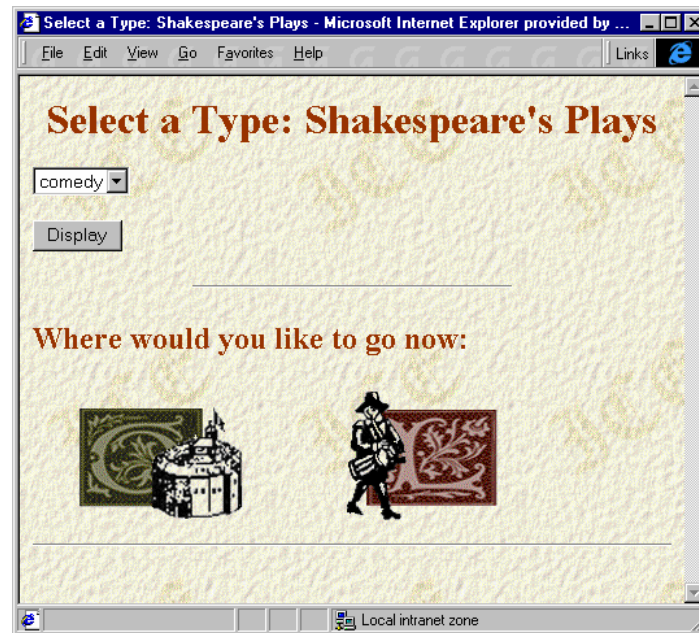 Select a Type: Shakespeare's Plays - Microsoft Internet Explorer provided by ...
File Edit View Go Favorites Help Links
Select a Type: Shakespeare's Plays
comedy
Display
Where would you like to go now:
G L
Local intranet zone